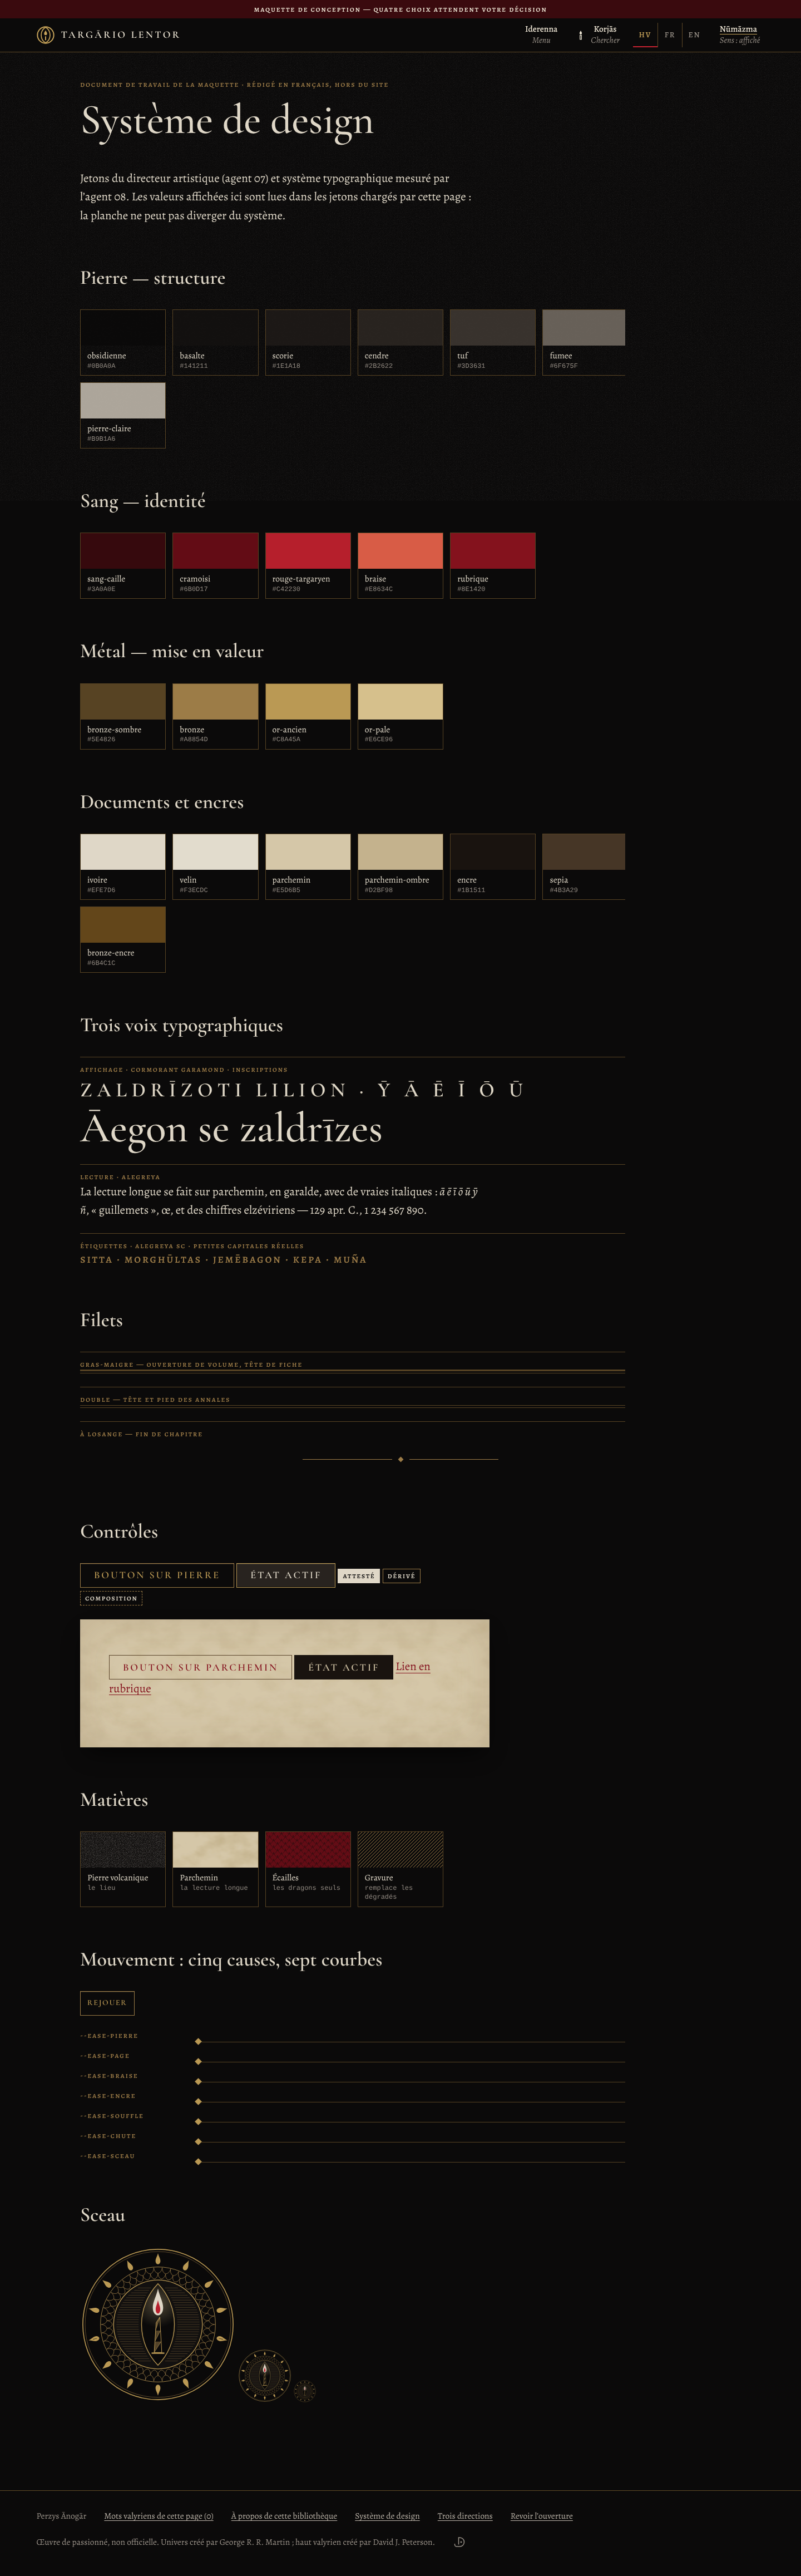 MAQUETTE DE CONCEPTION — QUATRE CHOIX ATTENDENT VOTRE DÉCISION
TARGĀRIO LENTOR
Iderenna
Menu
Korjās
Chercher
HV
FR
EN
Nūmāzma
Sens : affiché
DOCUMENT DE TRAVAIL DE LA MAQUETTE · RÉDIGÉ EN FRANÇAIS, HORS DU SITE
Système de design
Jetons du directeur artistique (agent 07) et système typographique mesuré par
l'agent 08. Les valeurs affichées ici sont lues dans les jetons chargés par cette page :
la planche ne peut pas diverger du système.
Pierre — structure
obsidienne
#0B0A0A
basalte
#141211
scorie
#1E1A18
cendre
#2B2622
tuf
#3D3631
fumee
#6F675F
pierre-claire
#B9B1A6
Sang — identité
sang-caille
#3A0A0E
cramoisi
#6B0D17
rouge-targaryen
#C42230
braise
#E8634C
rubrique
#8E1420
Métal — mise en valeur
bronze-sombre
#5E4826
bronze
#A8854D
or-ancien
#C8A45A
or-pale
#E6CE96
Documents et encres
ivoire
#EFE7D6
velin
#F3ECDC
parchemin
#E5D6B5
parchemin-ombre
#D2BF98
encre
#1B1511
sepia
#4B3A29
bronze-encre
#6B4C1C
Trois voix typographiques
AFFICHAGE · CORMORANT GARAMOND · INSCRIPTIONS
ZALDRĪZOTI LILION · Ȳ Ā Ē Ī Ō Ū
Āegon se zaldrīzes
LECTURE · ALEGREYA
La lecture longue se fait sur parchemin, en garalde, avec de vraies italiques : ā ē ī ō ū ȳ
ñ, « guillemets », œ, et des chiffres elzéviriens — 129 apr. C., 1 234 567 890.
ÉTIQUETTES · ALEGREYA SC · PETITES CAPITALES RÉELLES
SITTA · MORGHŪLTAS · JEMĒBAGON · KEPA · MUÑA
Filets
GRAS-MAIGRE — OUVERTURE DE VOLUME, TÊTE DE FICHE
DOUBLE — TÊTE ET PIED DES ANNALES
À LOSANGE — FIN DE CHAPITRE
Contrôles
BOUTON SUR PIERRE
ÉTAT ACTIF
ATTESTÉ
DÉRIVÉ
COMPOSITION
BOUTON SUR PARCHEMIN
ÉTAT ACTIF
Lien en
rubrique
Matières
Pierre volcanique
le lieu
Parchemin
la lecture longue
Écailles
les dragons seuls
Gravure
remplace les
dégradés
Mouvement : cinq causes, sept courbes
REJOUER
--EASE-PIERRE
--EASE-PAGE
--EASE-BRAISE
--EASE-ENCRE
--EASE-SOUFFLE
--EASE-CHUTE
--EASE-SCEAU
Sceau
Perzys Ānogār
Mots valyriens de cette page (0)
À propos de cette bibliothèque
Système de design
Trois directions
Revoir l'ouverture
Œuvre de passionné, non officielle. Univers créé par George R. R. Martin ; haut valyrien créé par David J. Peterson.